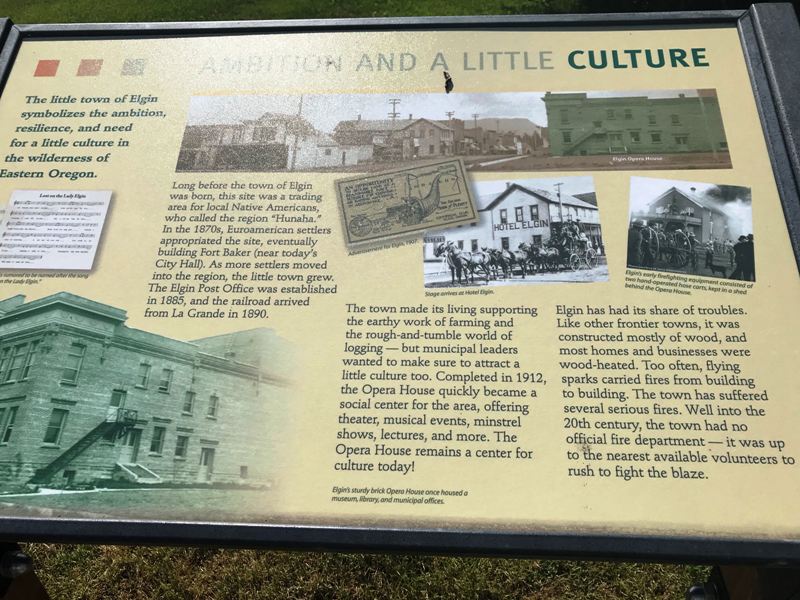 AMBITION AND A LITTLE CULTURE
The little town of Elgin
symbolizes the ambition,
resilience, and need
for a little culture in
the wilderness of
Eastern Oregon.
Lost on the Lady Elgin
is rumored to be named after the song
on the Lady Elgin."
Long before the town of Elgin
was born, this site was a trading
area for local Native Americans,
who called the region "Hunaha."
In the 1870s, Euroamerican settlers
appropriated the site, eventually
building Fort Baker (near today's
City Hall). As more settlers moved
into the region, the little town grew.
The Elgin Post Office was established
in 1885, and the railroad arrived
from La Grande in 1890.
Elgin Opera House
AN OPPORTUNITY
Advertisement for Elgin, 1907.
HOTEL ELGIN
Stage arrives at Hotel Elgin.
Elgin's early firefighting equipment consisted of
two hand-operated hose carts, kept in a shed
behind the Opera House.
The town made its living supporting
the earthy work of farming and
the rough-and-tumble world of
logging — but municipal leaders
wanted to make sure to attract a
little culture too. Completed in 1912,
the Opera House quickly became a
social center for the area, offering
theater, musical events, minstrel
shows, lectures, and more. The
Opera House remains a center for
culture today!
Elgin's sturdy brick Opera House once housed a
museum, library, and municipal offices.
Elgin has had its share of troubles.
Like other frontier towns, it was
constructed mostly of wood, and
most homes and businesses were
wood-heated. Too often, flying
sparks carried fires from building
to building. The town has suffered
several serious fires. Well into the
20th century, the town had no
official fire department — it was up
to the nearest available volunteers to
rush to fight the blaze.